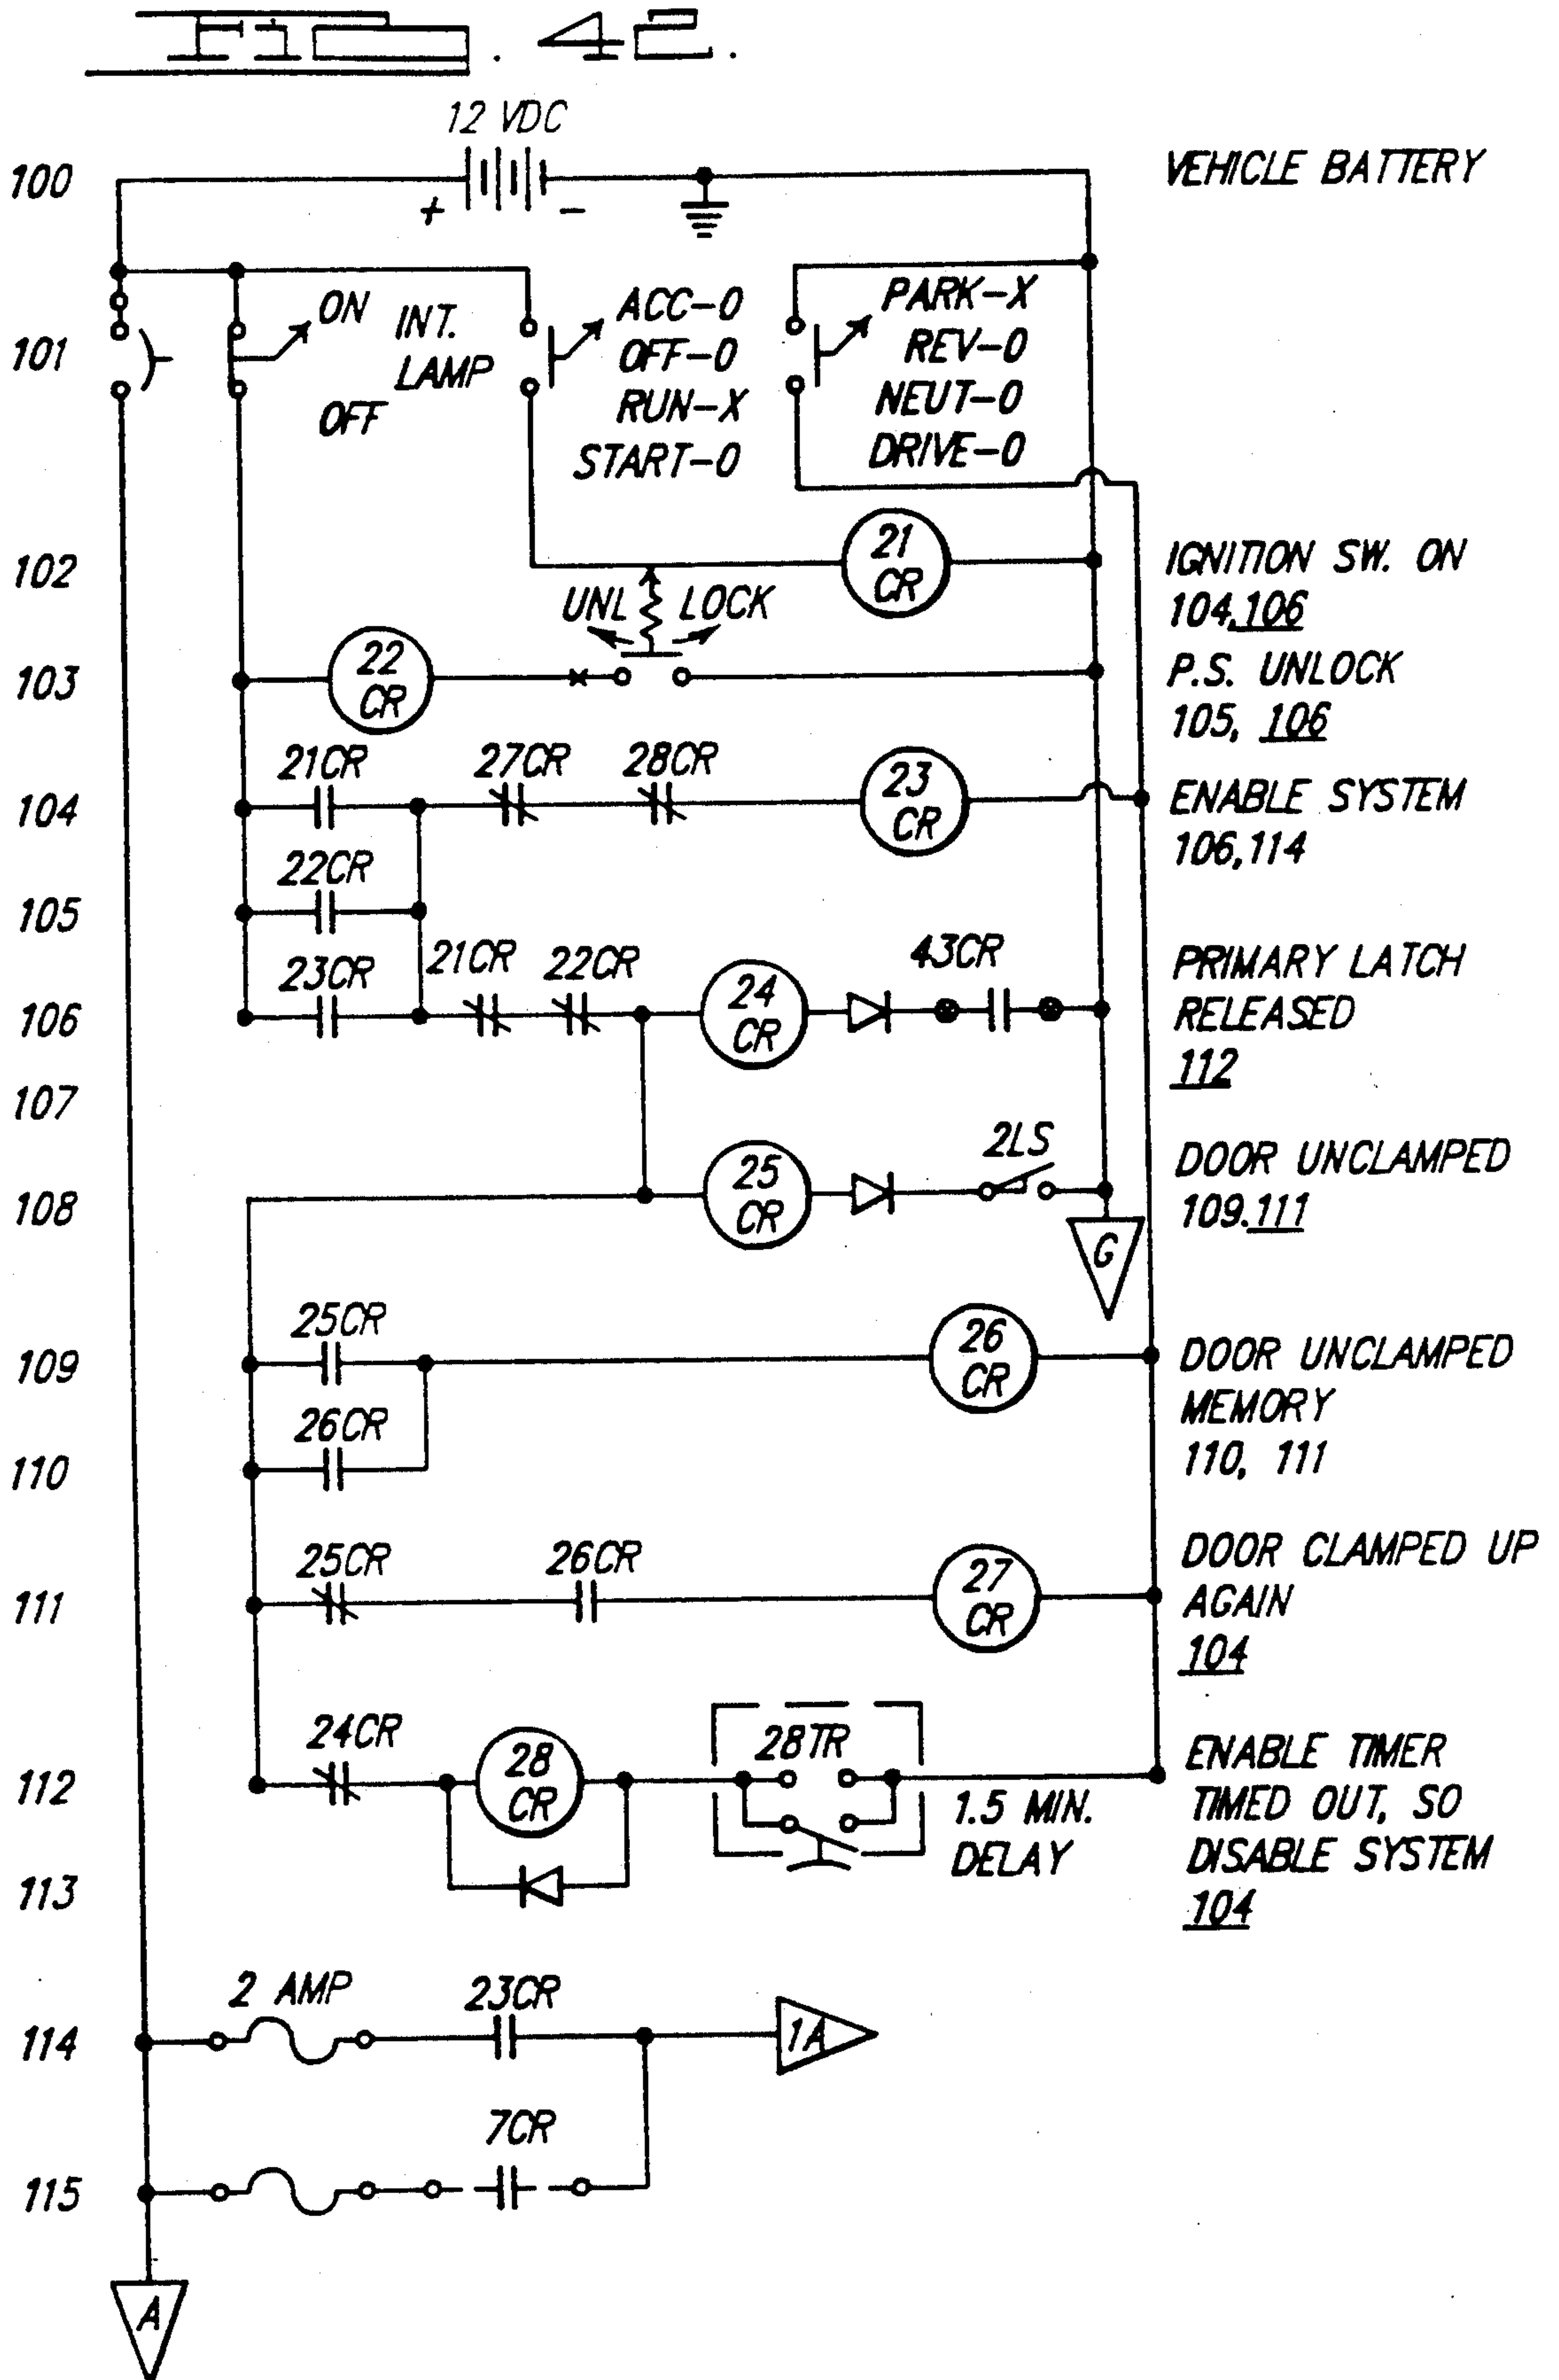 FIG. 42.
12 VDC
100 + - VEHICLE BATTERY
101 ON INT. LAMP OFF
ACC-0
OFF-0
RUN-X
START-0
PARK-X
REV-0
NEUT-0
DRIVE-0
102 21 CR IGNITION SW. ON
104,106
UNL LOCK
103 22 CR P.S. UNLOCK
105, 106
21CR 27CR 28CR
104 23 CR ENABLE SYSTEM
106,114
22CR
105
23CR 21CR 22CR 43CR
106 24 CR PRIMARY LATCH
RELEASED
112
107
2LS
108 25 CR DOOR UNCLAMPED
109.111
G
25CR
109 26 CR DOOR UNCLAMPED
MEMORY
110, 111
26CR
110
25CR 26CR
111 27 CR DOOR CLAMPED UP
AGAIN
104
24CR 28TR
112 28 CR ENABLE TIMER
TIMED OUT, SO
DISABLE SYSTEM
104
1.5 MIN.
DELAY
113
2 AMP 23CR
114 1A
7CR
115
A